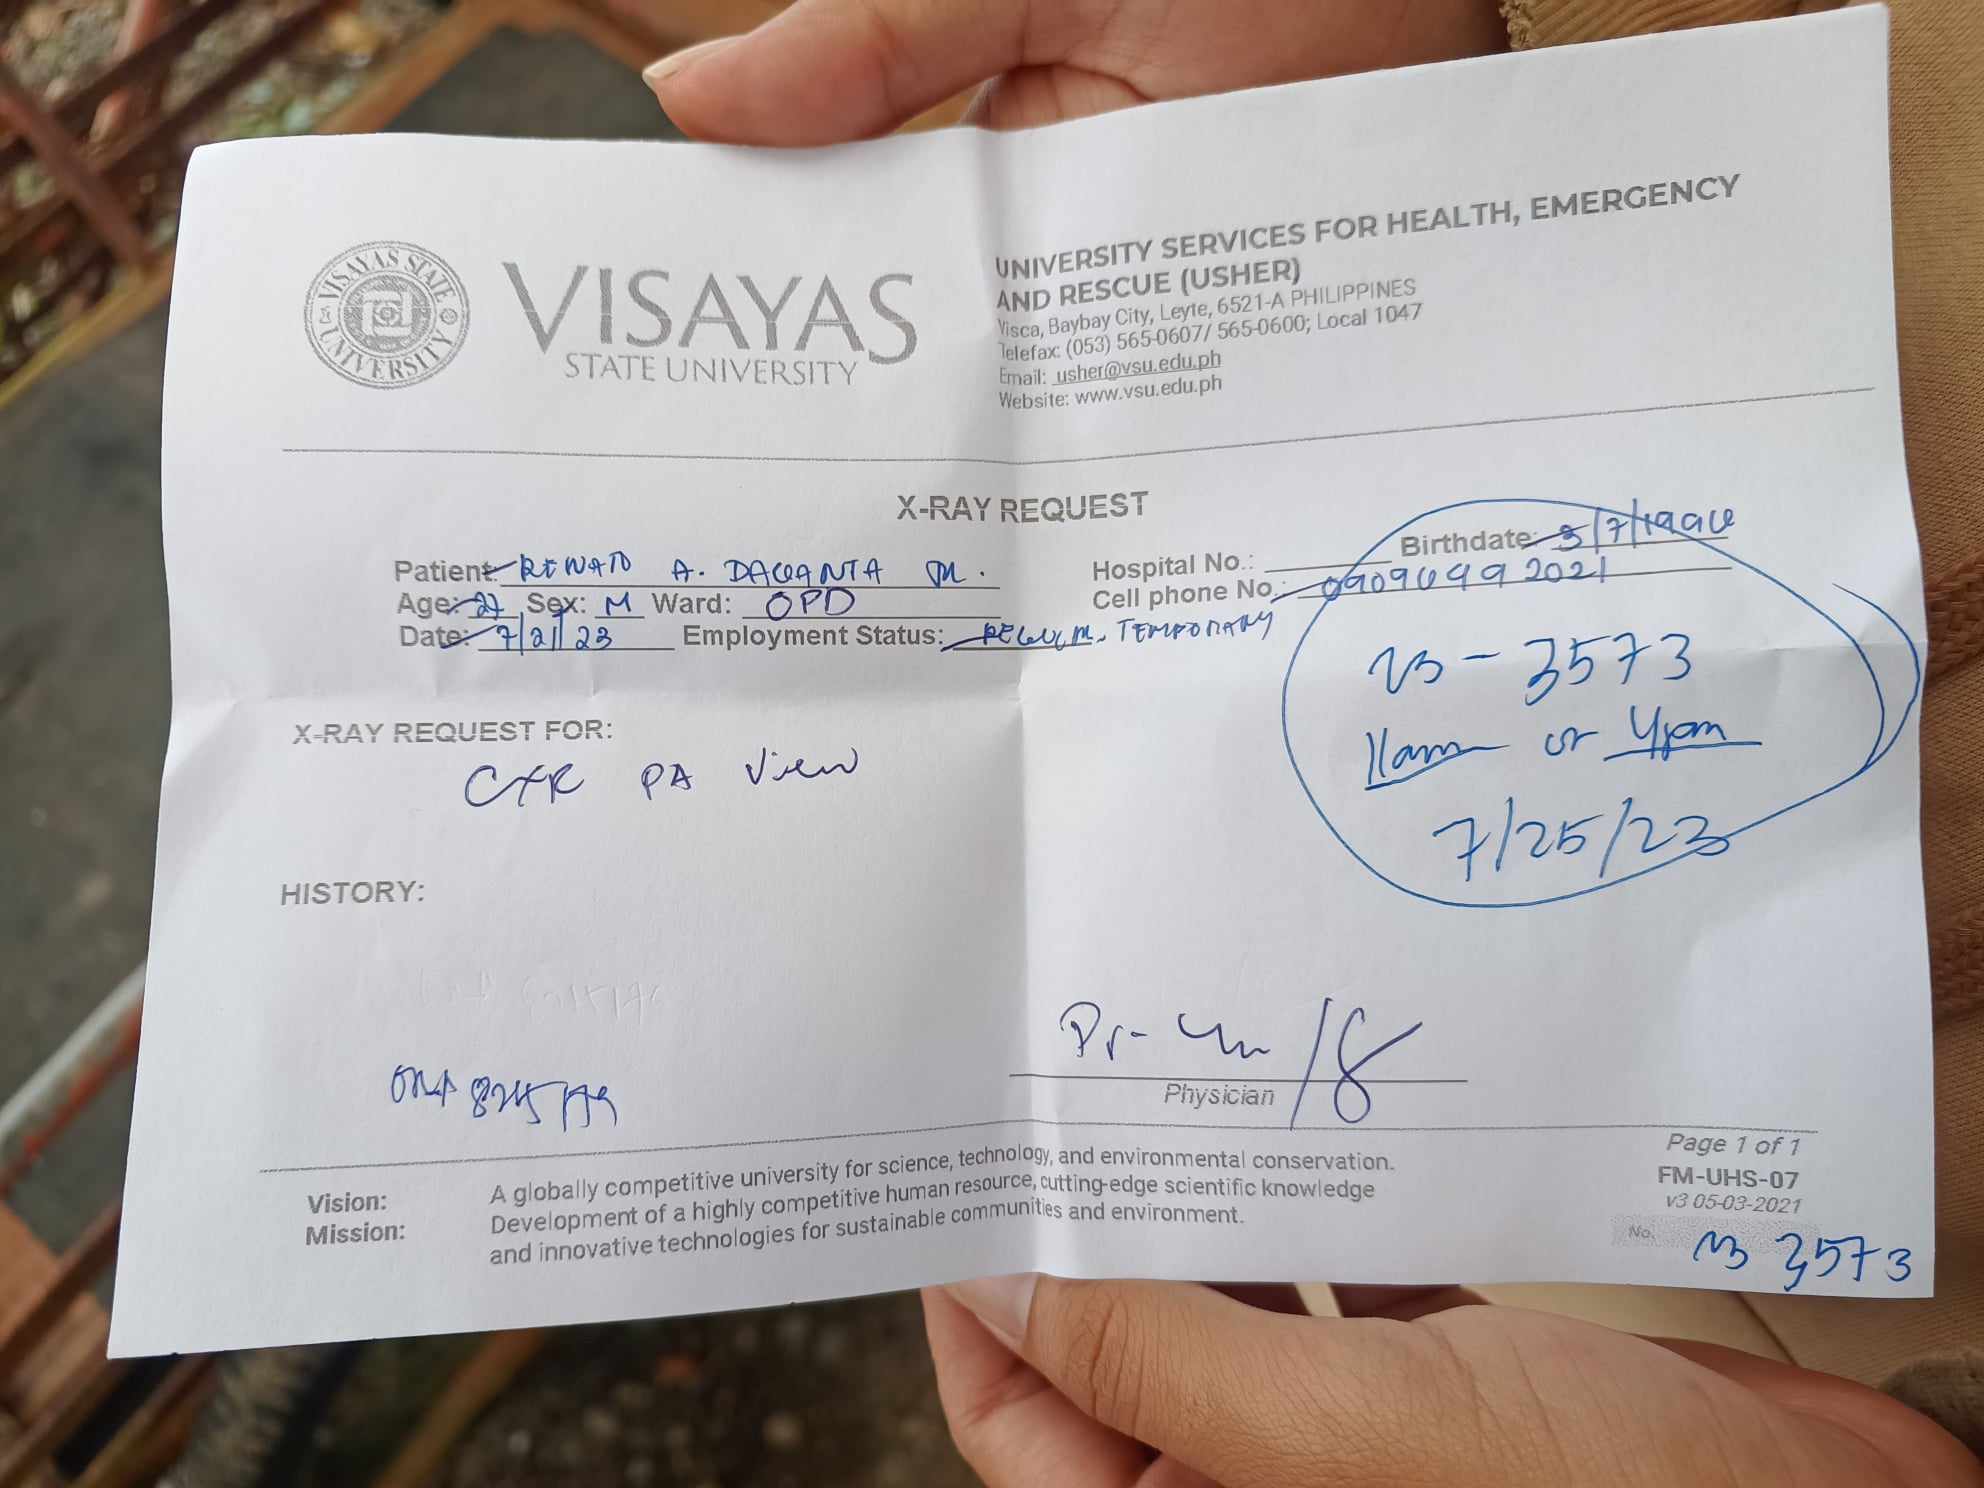 VISAYAS
STATE UNIVERSITY
VISAYAS STATE UNIVERSITY
UNIVERSITY SERVICES FOR HEALTH, EMERGENCY
AND RESCUE (USHER)
Visca, Baybay City, Leyte, 6521-A PHILIPPINES
Telefax: (053) 565-0607/ 565-0600; Local 1047
Email: usher@vsu.edu.ph
Website: www.vsu.edu.ph
X-RAY REQUEST
Patient: RENATO A. JR. Hospital No.: Birthdate: 3/7/1996
Age: 27 Sex: M Ward: OPD Cell phone No.: 09096492021
Date: 7/21/23 Employment Status: TEMPORARY
23-3573
11am or 4pm
7/25/23
X-RAY REQUEST FOR:
CXR PA View
HISTORY:
Physician
Vision: A globally competitive university for science, technology, and environmental conservation.
Mission: Development of a highly competitive human resource, cutting-edge scientific knowledge
and innovative technologies for sustainable communities and environment.
Page 1 of 1
FM-UHS-07
v3 05-03-2021
No. 23 3573